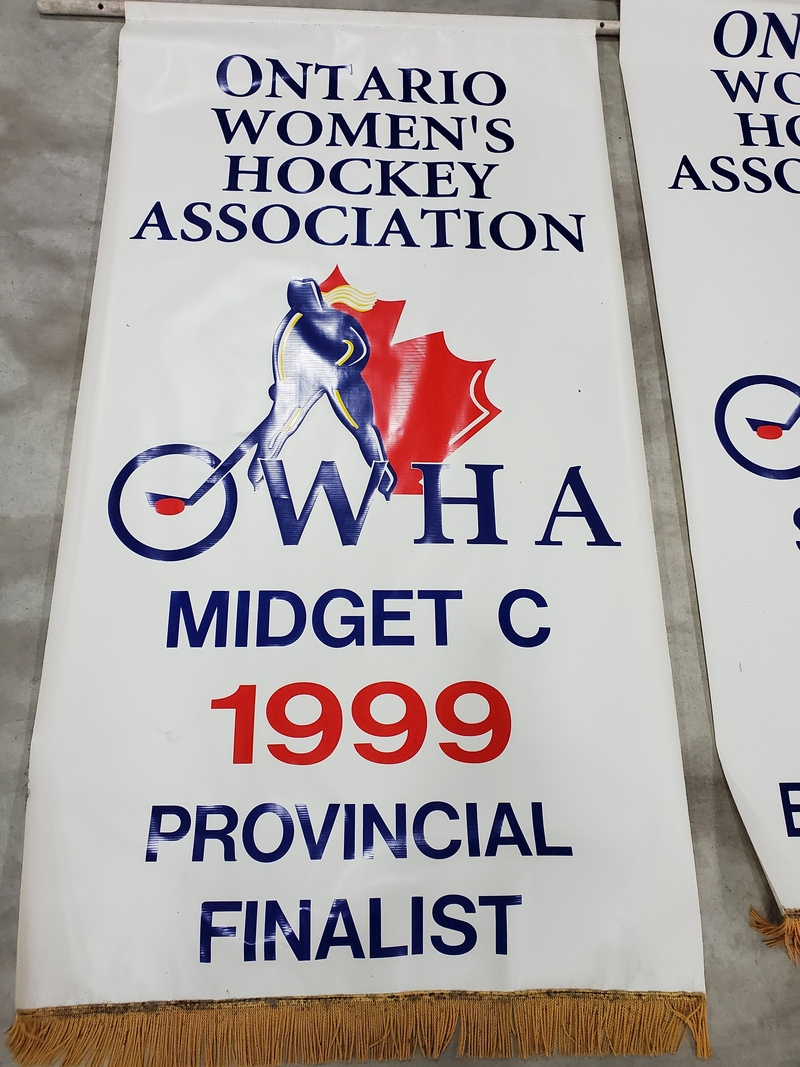 ONTARIO
WOMEN'S
HOCKEY
ASSOCIATION
OWHA
MIDGET C
1999
PROVINCIAL
FINALIST